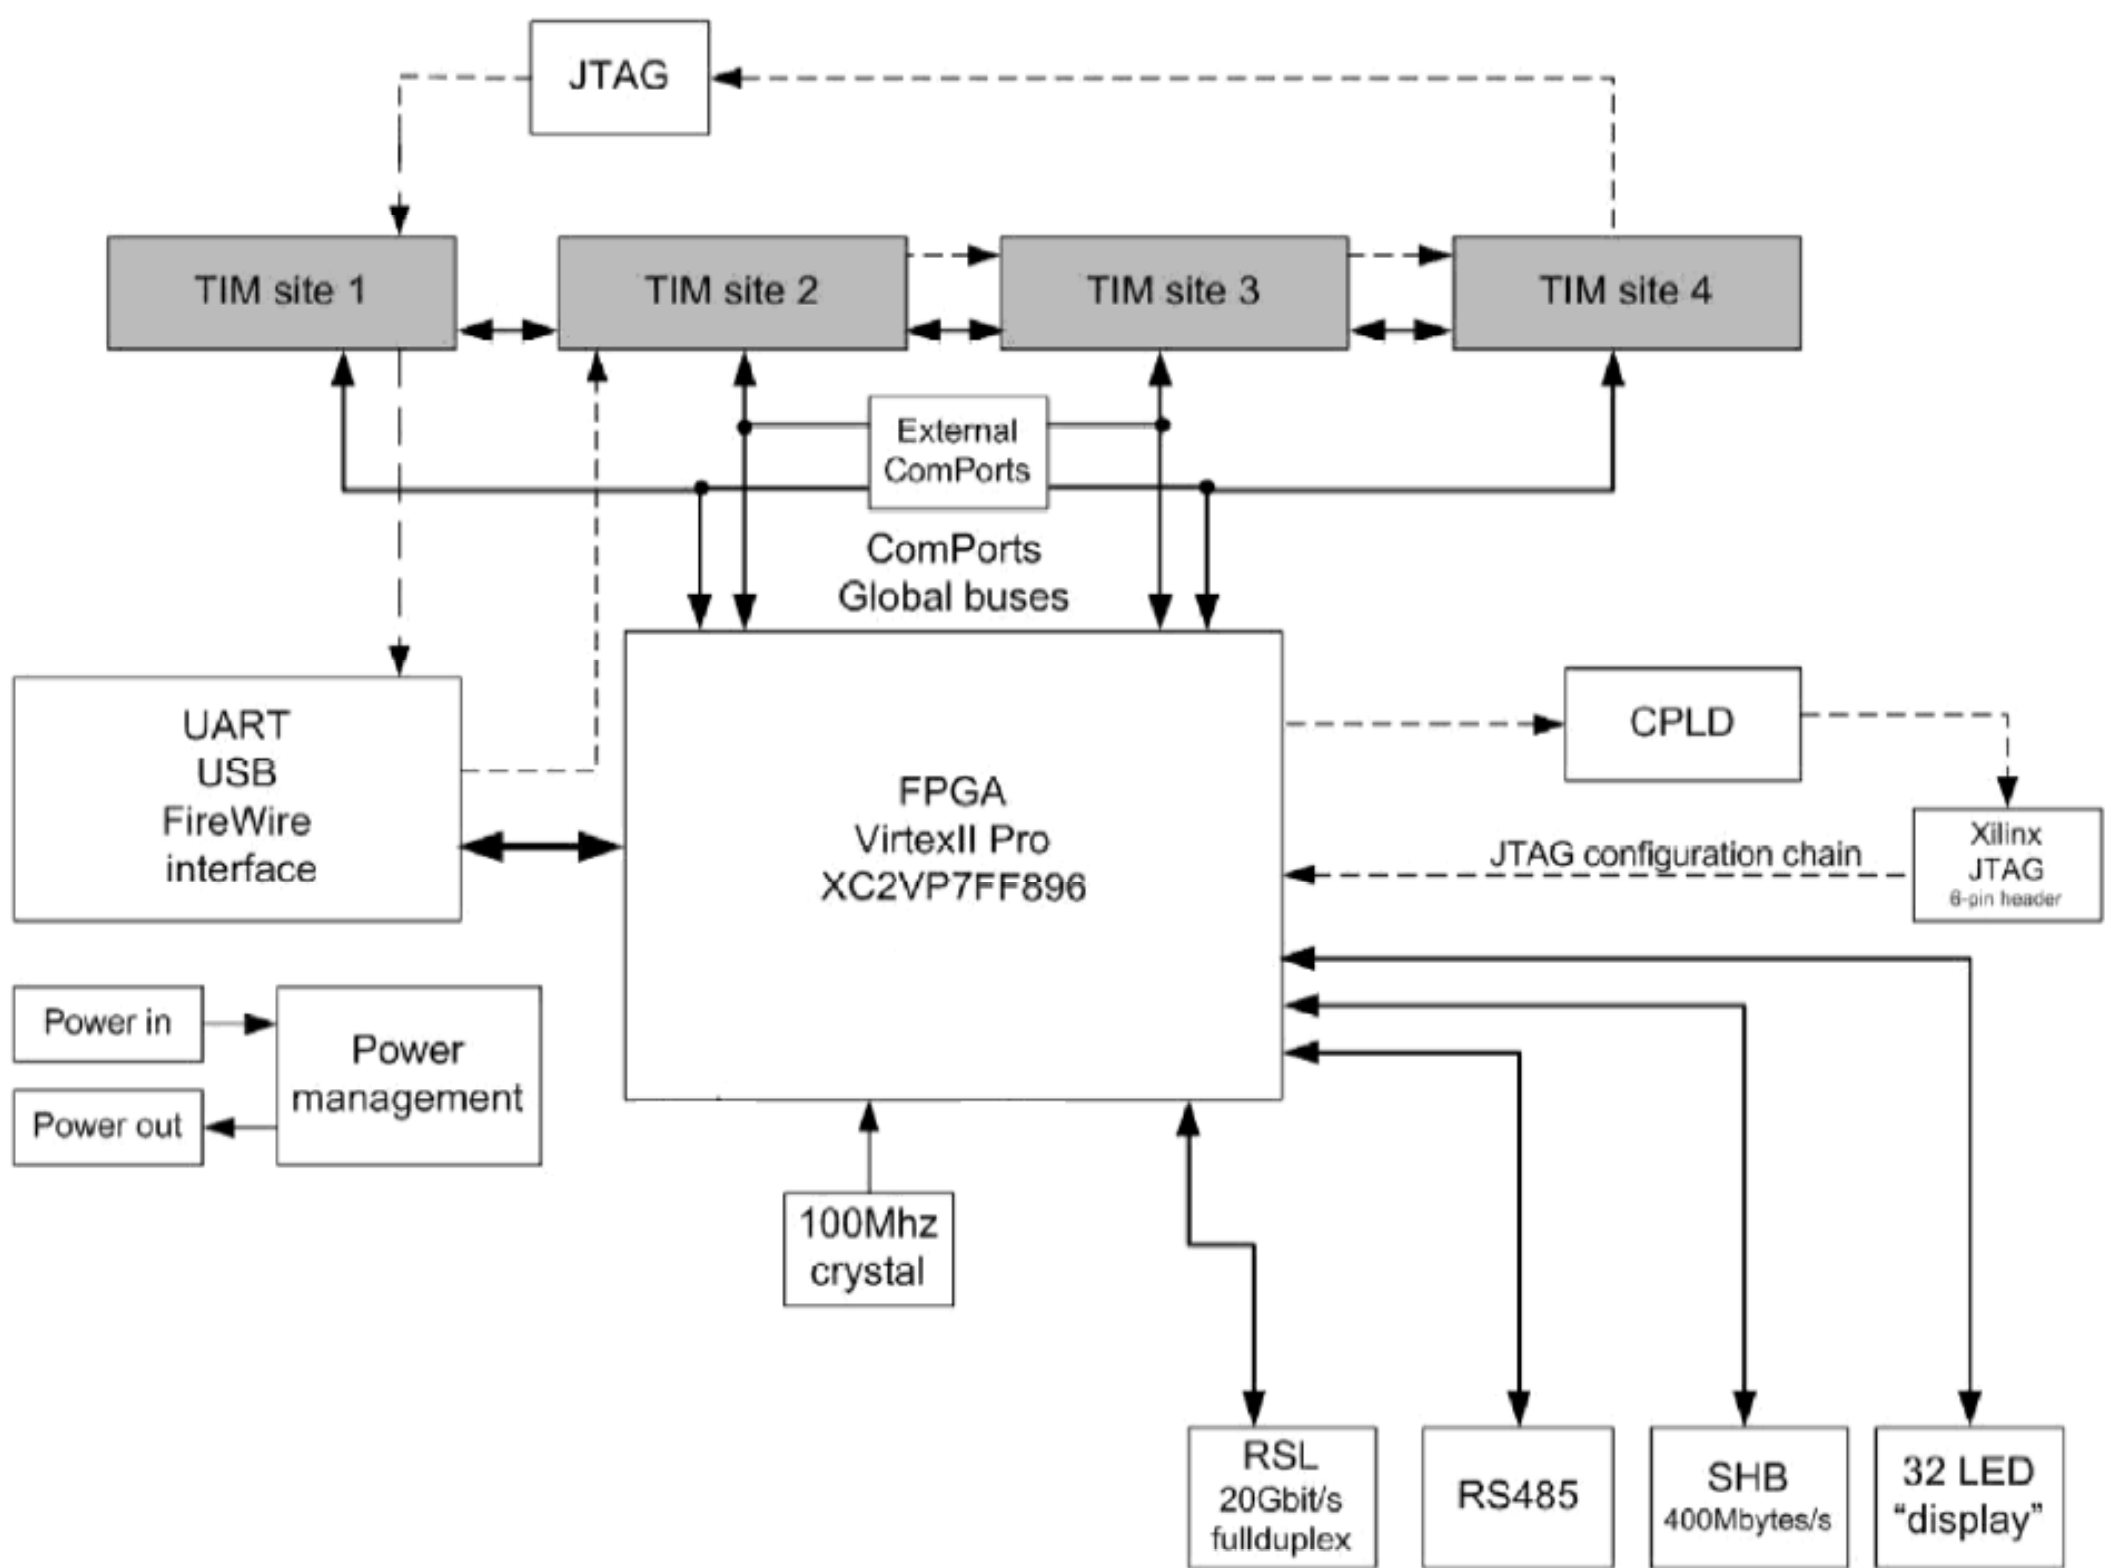 JTAG
TIM site 1
TIM site 2
TIM site 3
TIM site 4
External
ComPorts
ComPorts
Global buses
UART
USB
FireWire
interface
FPGA
VirtexII Pro
XC2VP7FF896
CPLD
JTAG configuration chain
Xilinx
JTAG
6-pin header
Power in
Power
management
Power out
100Mhz
crystal
RSL
20Gbit/s
fullduplex
RS485
SHB
400Mbytes/s
32 LED
“display”